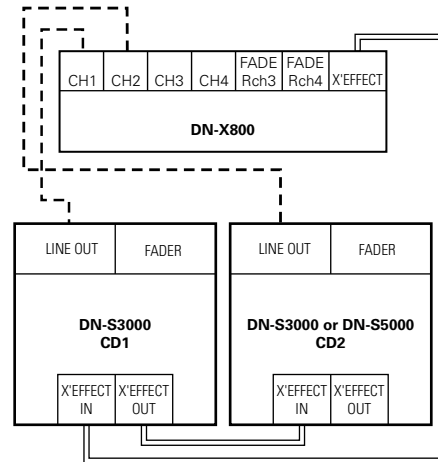 CH1 CH2 CH3 CH4 FADE Rch3 FADE Rch4 X'EFFECT
DN-X800
LINE OUT FADER
DN-S3000
CD1
X'EFFECT IN X'EFFECT OUT
LINE OUT FADER
DN-S3000 or DN-S5000
CD2
X'EFFECT IN X'EFFECT OUT